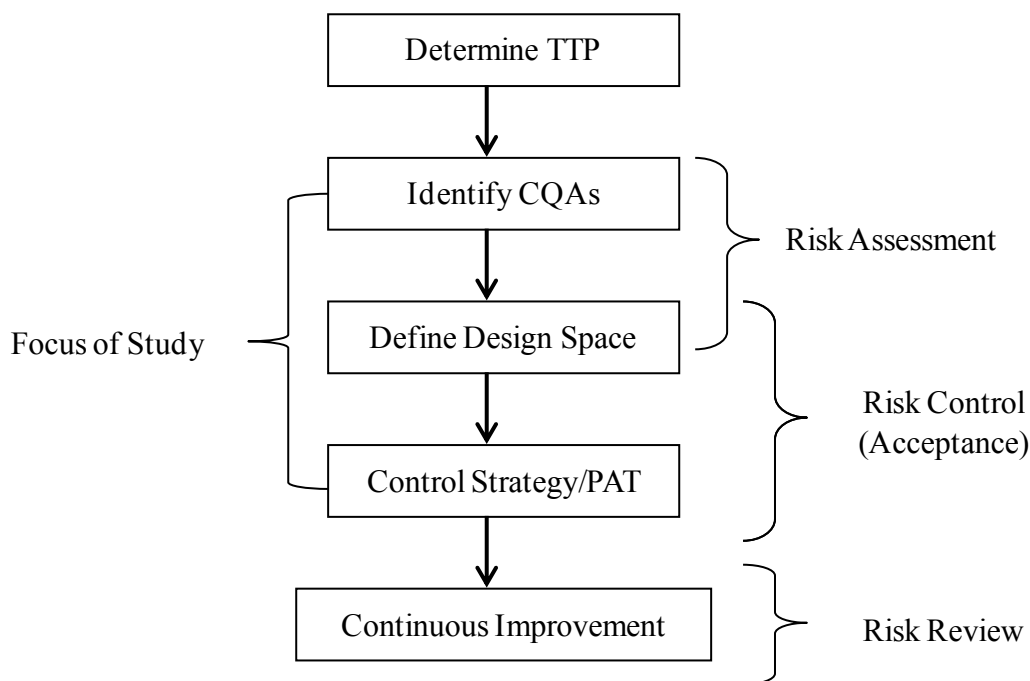 Determine TTP
Identify CQAs
Risk Assessment
Define Design Space
Focus of Study
Risk Control
(Acceptance)
Control Strategy/PAT
Continuous Improvement
Risk Review